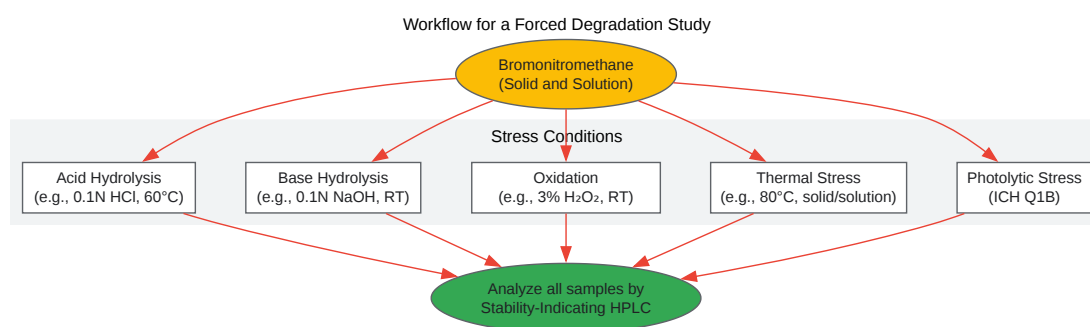 Workflow for a Forced Degradation Study
Bromonitromethane
(Solid and Solution)
Stress Conditions
Acid Hydrolysis
(e.g., 0.1N HCl, 60°C)
Base Hydrolysis
(e.g., 0.1N NaOH, RT)
Oxidation
(e.g., 3% H₂O₂, RT)
Thermal Stress
(e.g., 80°C, solid/solution)
Photolytic Stress
(ICH Q1B)
Analyze all samples by
Stability-Indicating HPLC